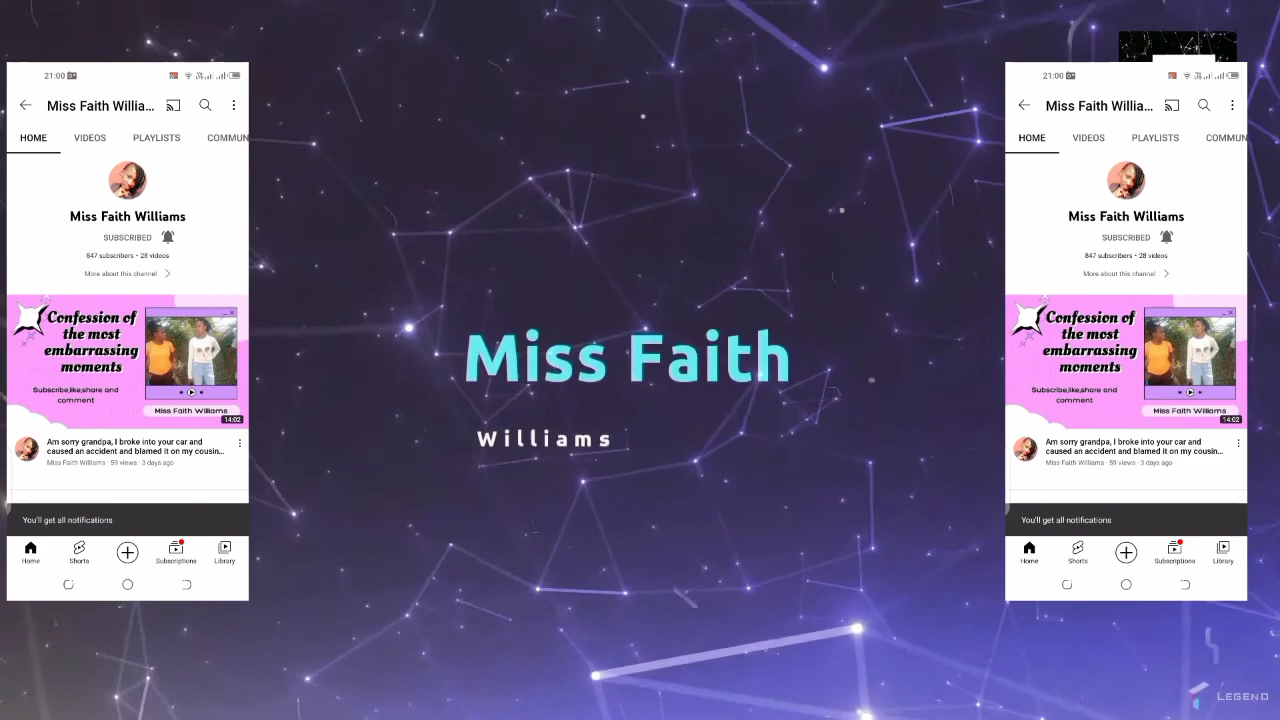 21:00
Miss Faith Willia...
HOME VIDEOS PLAYLISTS COMMUN
Miss Faith Williams
SUBSCRIBED
847 subscribers • 28 videos
More about this channel
Confession of
the most
embarrassing
moments
Subscribe,like,share and
comment
Miss Faith Williams
14:02
Am sorry grandpa, I broke into your car and
caused an accident and blamed it on my cousin...
Miss Faith Williams · 59 views · 3 days ago
You'll get all notifications
Home Shorts Subscriptions Library
Miss Faith
Williams
21:00
Miss Faith Willia...
HOME VIDEOS PLAYLISTS COMMUN
Miss Faith Williams
SUBSCRIBED
847 subscribers • 28 videos
More about this channel
Confession of
the most
embarrassing
moments
Subscribe,like,share and
comment
Miss Faith Williams
14:02
Am sorry grandpa, I broke into your car and
caused an accident and blamed it on my cousin...
Miss Faith Williams · 59 views · 3 days ago
You'll get all notifications
Home Shorts Subscriptions Library
LEGEND